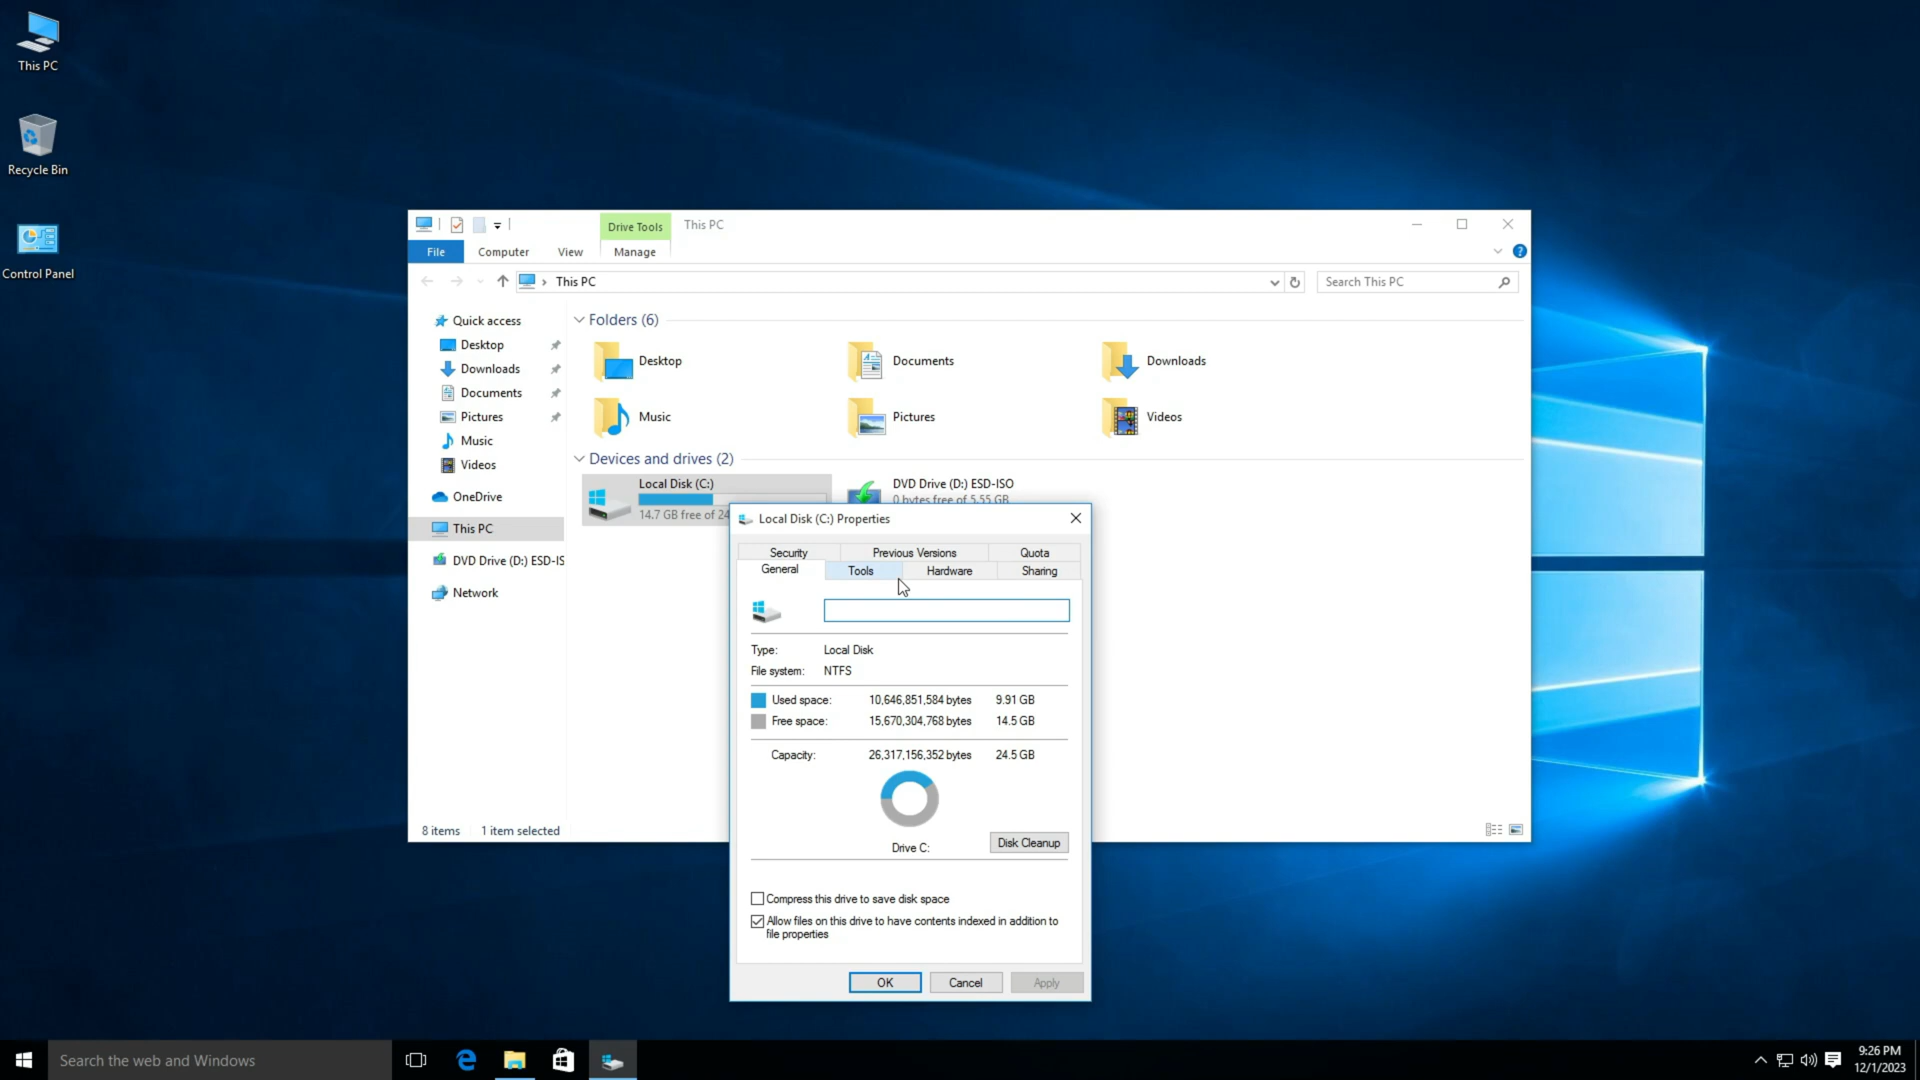 This PC
Recycle Bin
Control Panel
Drive Tools
This PC
File
Computer
View
Manage
This PC
Search This PC
Quick access
Desktop
Downloads
Documents
Pictures
Music
Videos
OneDrive
This PC
DVD Drive (D:) ESD-IS
Network
Folders (6)
Desktop
Documents
Downloads
Music
Pictures
Videos
Devices and drives (2)
Local Disk (C:)
14.7 GB free of 24
DVD Drive (D:) ESD-ISO
0 bytes free of 5.55 GB
8 items
1 item selected
Local Disk (C:) Properties
Security
Previous Versions
Quota
General
Tools
Hardware
Sharing
Type: Local Disk
File system: NTFS
Used space: 10,646,851,584 bytes 9.91 GB
Free space: 15,670,304,768 bytes 14.5 GB
Capacity: 26,317,156,352 bytes 24.5 GB
Drive C:
Disk Cleanup
Compress this drive to save disk space
Allow files on this drive to have contents indexed in addition to
file properties
OK
Cancel
Apply
Search the web and Windows
9:26 PM
12/1/2023